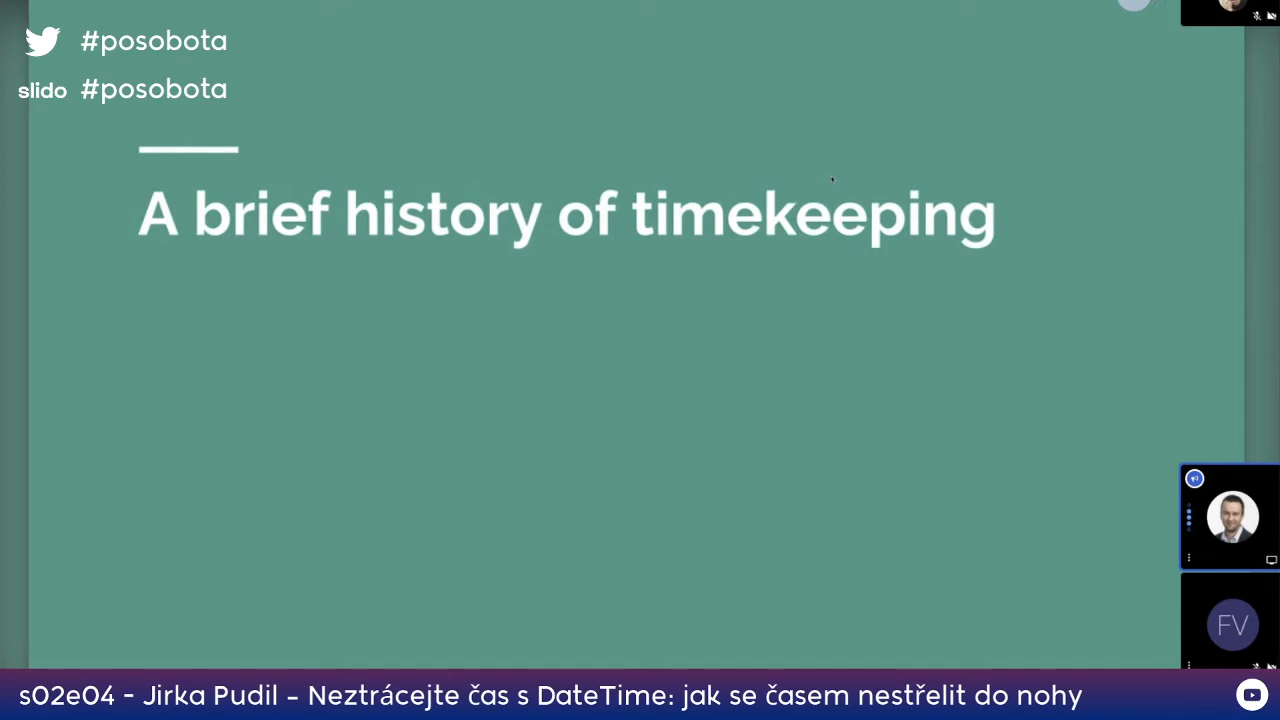 #posobota
slido #posobota
A brief history of timekeeping
FV
s02e04 - Jirka Pudil – Neztrácejte čas s DateTime: jak se časem nestřelit do nohy